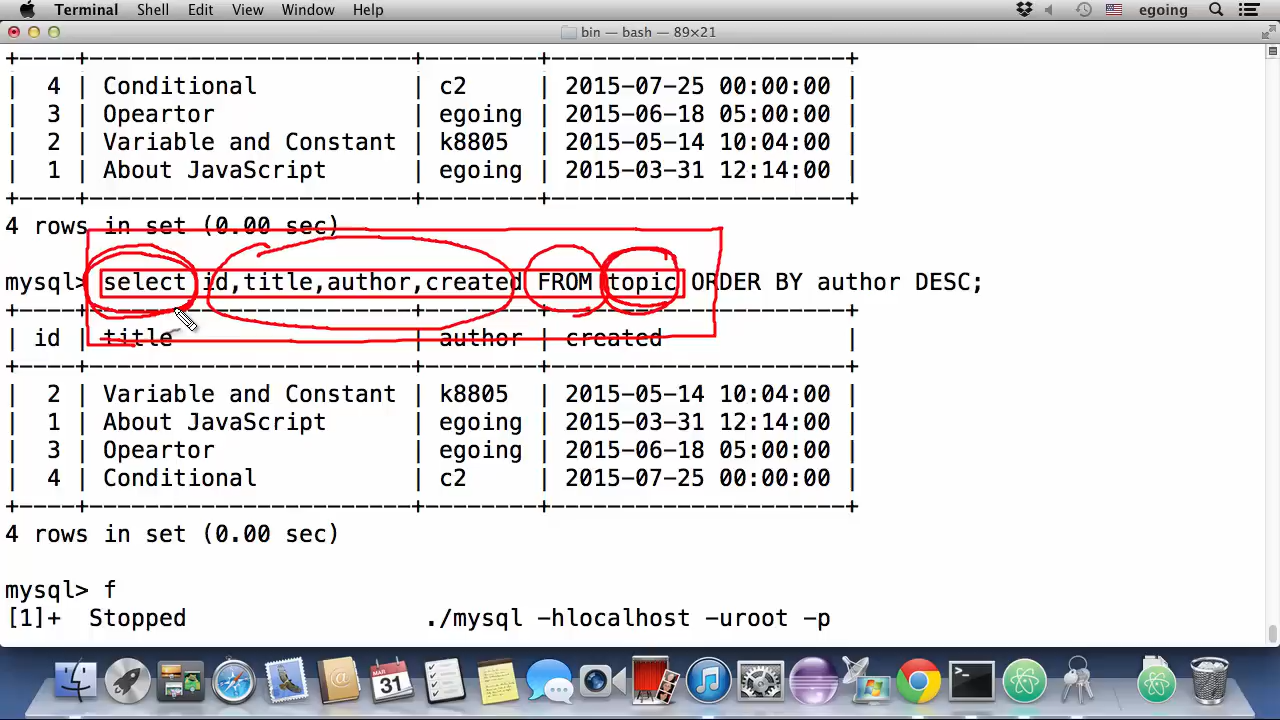 Terminal Shell Edit View Window Help egoing
bin — bash — 89×21
+----+------------------------+---------+----------------------+
| 4 | Conditional | c2 | 2015-07-25 00:00:00 |
| 3 | Opeartor | egoing | 2015-06-18 05:00:00 |
| 2 | Variable and Constant | k8805 | 2015-05-14 10:04:00 |
| 1 | About JavaScript | egoing | 2015-03-31 12:14:00 |
+----+------------------------+---------+----------------------+
4 rows in set (0.00 sec)
mysql> select id,title,author,created FROM topic ORDER BY author DESC;
+----+------------------------+---------+----------------------+
| id | title | author | created |
+----+------------------------+---------+----------------------+
| 2 | Variable and Constant | k8805 | 2015-05-14 10:04:00 |
| 1 | About JavaScript | egoing | 2015-03-31 12:14:00 |
| 3 | Opeartor | egoing | 2015-06-18 05:00:00 |
| 4 | Conditional | c2 | 2015-07-25 00:00:00 |
+----+------------------------+---------+----------------------+
4 rows in set (0.00 sec)
mysql> f
[1]+ Stopped ./mysql -hlocalhost -uroot -p
MAR
31